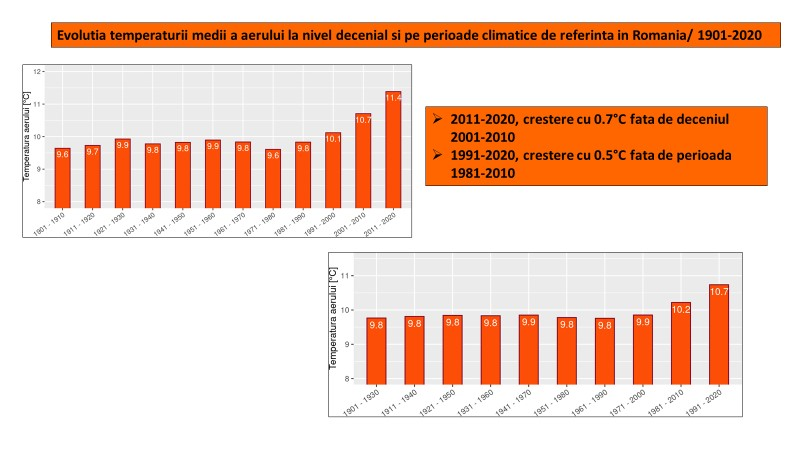 Evolutia temperaturii medii a aerului la nivel decenial si pe perioade climatice de referinta in Romania/ 1901-2020
Temperatura aerului [°C]
12
11
10
9
8
9.6
9.7
9.9
9.8
9.8
9.9
9.8
9.6
9.8
10.1
10.7
11.4
1901 - 1910
1911 - 1920
1921 - 1930
1931 - 1940
1941 - 1950
1951 - 1960
1961 - 1970
1971 - 1980
1981 - 1990
1991 - 2000
2001 - 2010
2011 - 2020
➢ 2011-2020, crestere cu 0.7°C fata de deceniul
2001-2010
➢ 1991-2020, crestere cu 0.5°C fata de perioada
1981-2010
Temperatura aerului [°C]
11
10
9
8
9.8
9.8
9.8
9.8
9.9
9.8
9.8
9.9
10.2
10.7
1901 - 1930
1911 - 1940
1921 - 1950
1931 - 1960
1941 - 1970
1951 - 1980
1961 - 1990
1971 - 2000
1981 - 2010
1991 - 2020